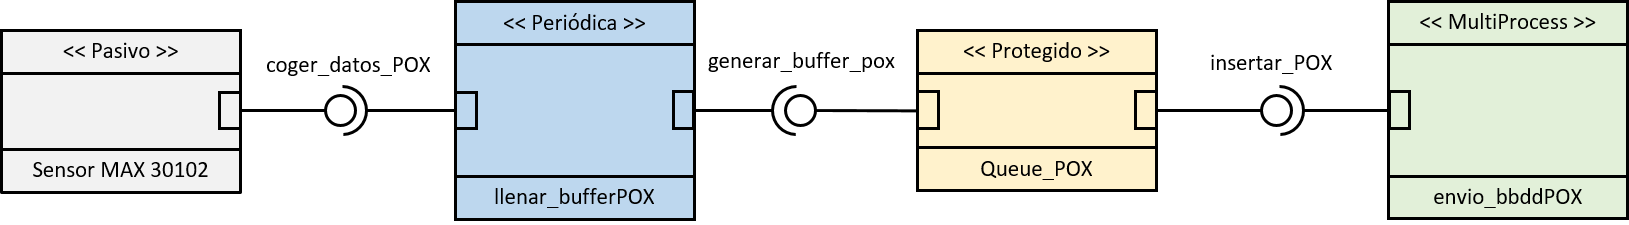 << Pasivo >>
Sensor MAX 30102
coger_datos_POX
<< Periódica >>
llenar_bufferPOX
generar_buffer_pox
<< Protegido >>
Queue_POX
insertar_POX
<< MultiProcess >>
envio_bbddPOX